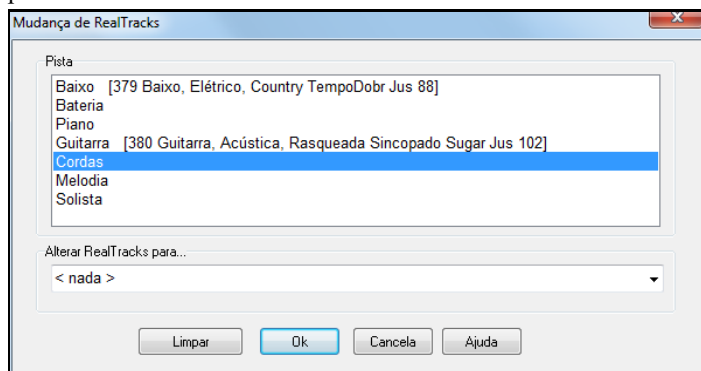 Mudança de RealTracks
Pista
Baixo [379 Baixo, Elétrico, Country TempoDobr Jus 88]
Bateria
Piano
Guitarra [380 Guitarra, Acústica, Rasqueada Sincopado Sugar Jus 102]
Cordas
Melodia
Solista
Alterar RealTracks para...
< nada >
Limpar Ok Cancela Ajuda